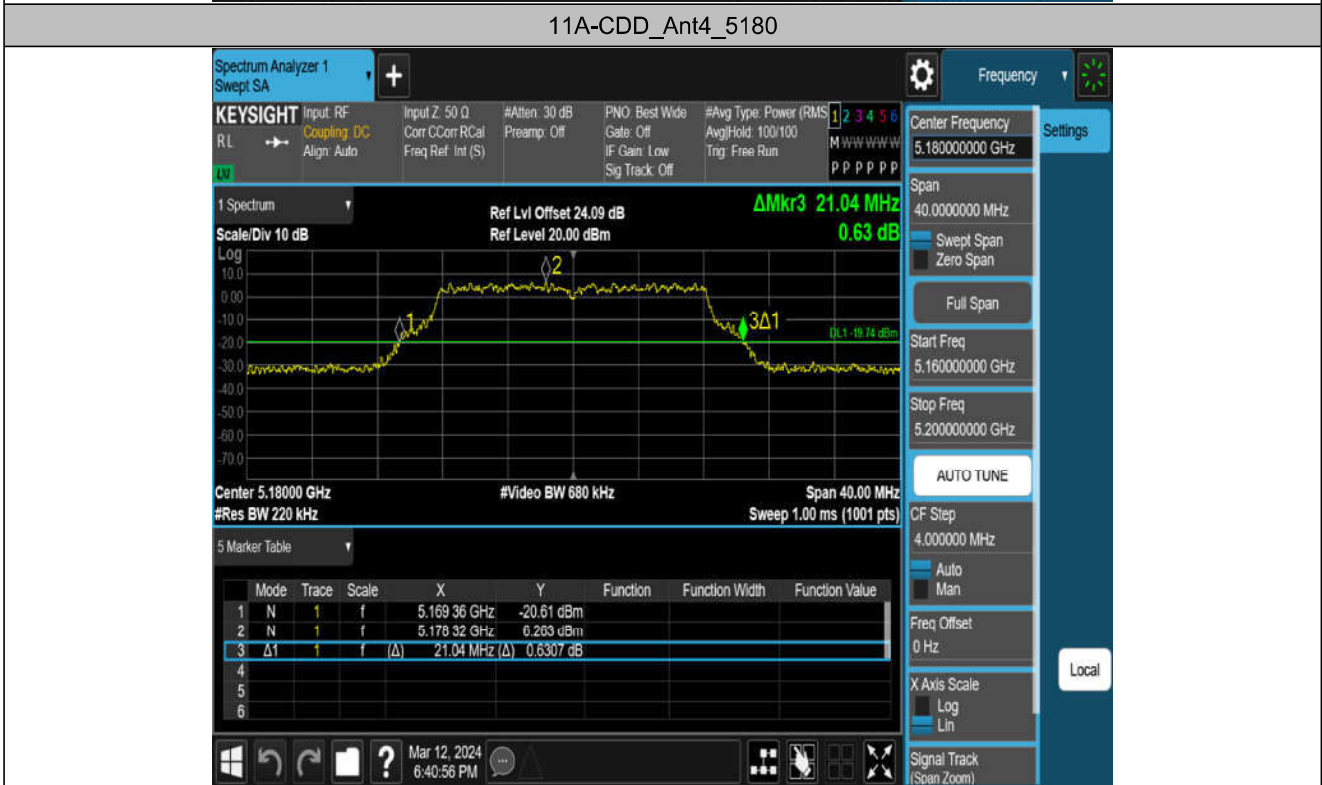 11A-CDD_Ant4_5180
Spectrum Analyzer 1
Swept SA
+
Frequency
KEYSIGHT
RL
Input: RF
Coupling: DC
Align: Auto
Input Z: 50 Ω
Corr CCorr RCal
Freq Ref: Int (S)
#Atten: 30 dB
Preamp: Off
PNO: Best Wide
Gate: Off
IF Gain: Low
Sig Track: Off
#Avg Type: Power (RMS
Avg|Hold: 100/100
Trig: Free Run
1 2 3 4 5 6
M W W W W W
P P P P P P
1 Spectrum
Scale/Div 10 dB
Ref Lvl Offset 24.09 dB
Ref Level 20.00 dBm
ΔMkr3 21.04 MHz
0.63 dB
Log
10.0
0.00
-10.0
-20.0
-30.0
-40.0
-50.0
-60.0
-70.0
2
1
3Δ1
DL1 -19.74 dBm
Center 5.18000 GHz
#Res BW 220 kHz
#Video BW 680 kHz
Span 40.00 MHz
Sweep 1.00 ms (1001 pts)
5 Marker Table
Mode Trace Scale X Y Function Function Width Function Value
1 N 1 f 5.169 36 GHz -20.61 dBm
2 N 1 f 5.178 32 GHz 6.263 dBm
3 Δ1 1 f (Δ) 21.04 MHz (Δ) 0.6307 dB
4
5
6
?
Mar 12, 2024
6:40:56 PM
Center Frequency
5.180000000 GHz
Settings
Span
40.0000000 MHz
Swept Span
Zero Span
Full Span
Start Freq
5.160000000 GHz
Stop Freq
5.200000000 GHz
AUTO TUNE
CF Step
4.000000 MHz
Auto
Man
Freq Offset
0 Hz
X Axis Scale
Log
Lin
Local
Signal Track
(Span Zoom)